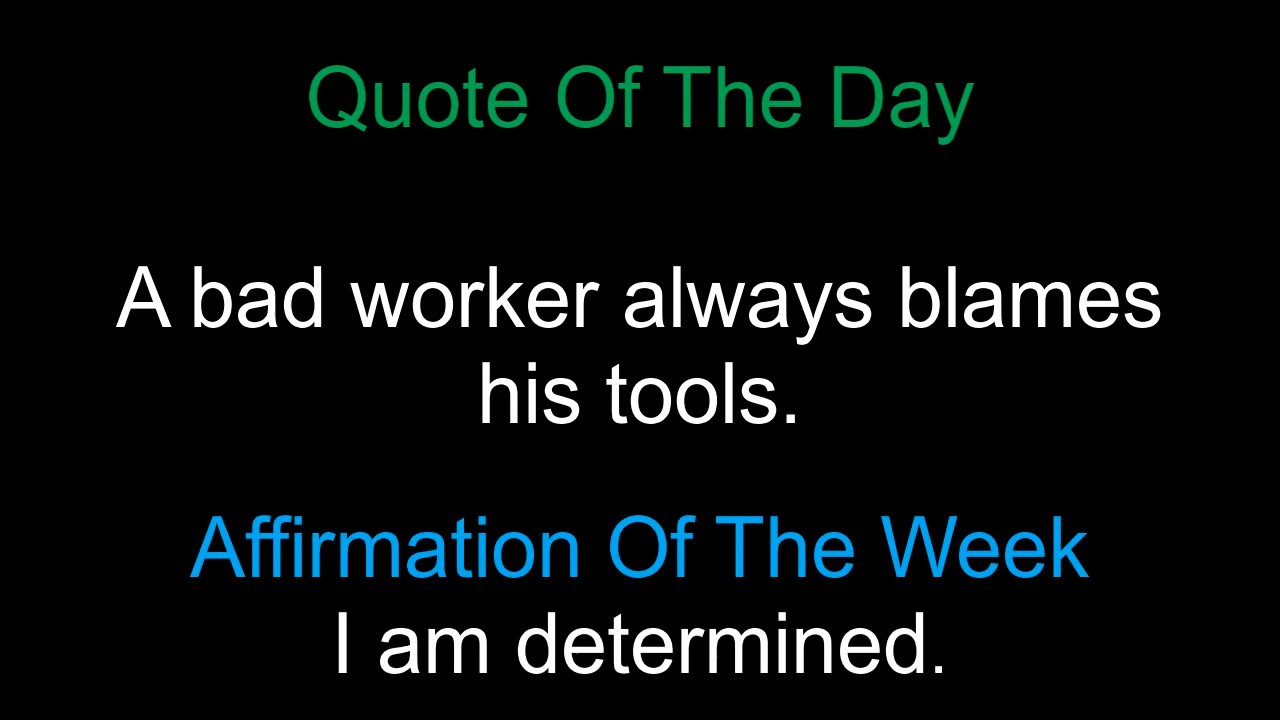 Quote Of The Day
A bad worker always blames
his tools.
Affirmation Of The Week
I am determined.